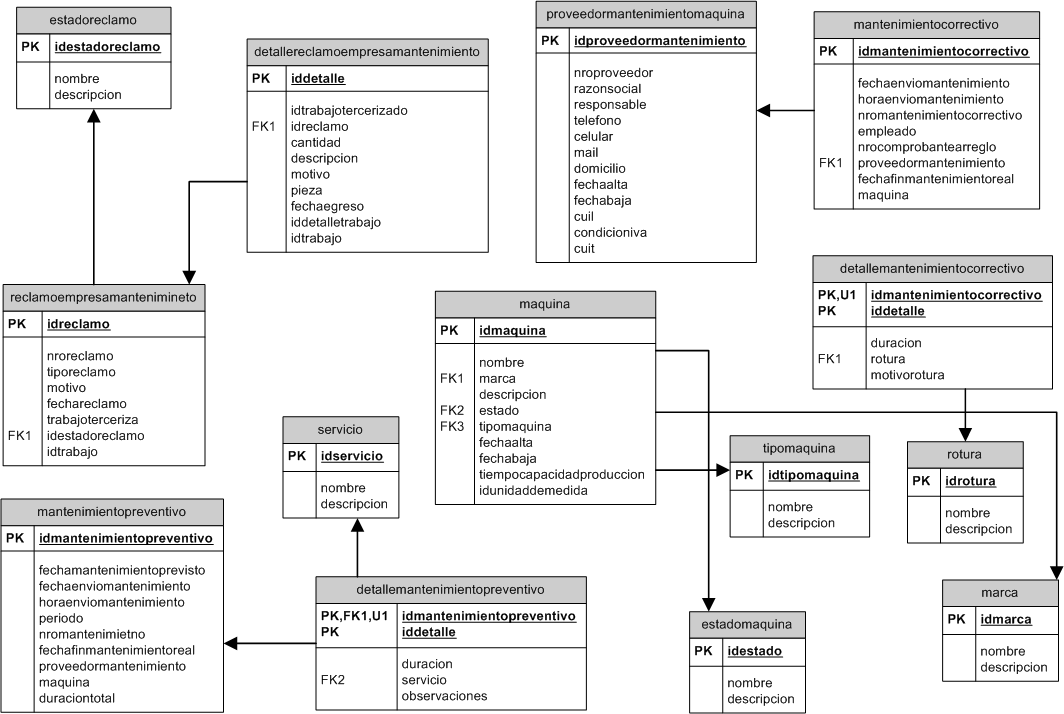 estadoreclamo
PK idestadoreclamo
nombre
descripcion
detallereclamoempresamantenimiento
PK iddetalle
idtrabajotercerizado
FK1 idreclamo
cantidad
descripcion
motivo
pieza
fechaegreso
iddetalletrabajo
idtrabajo
proveedormantenimientomaquina
PK idproveedormantenimiento
nroproveedor
razonsocial
responsable
telefono
celular
mail
domicilio
fechaalta
fechabaja
cuil
condicioniva
cuit
mantenimientocorrectivo
PK idmantenimientocorrectivo
fechaenviomantenimiento
horaenviomantenimiento
nromantenimientocorrectivo
empleado
nrocomprobantearreglo
FK1 proveedormantenimiento
fechafinmantenimientoreal
maquina
reclamoempresamantenimineto
PK idreclamo
nroreclamo
tiporeclamo
motivo
fechareclamo
trabajoterceriza
FK1 idestadoreclamo
idtrabajo
maquina
PK idmaquina
nombre
FK1 marca
descripcion
FK2 estado
FK3 tipomaquina
fechaalta
fechabaja
tiempocapacidadproduccion
idunidaddemedida
detallemantenimientocorrectivo
PK,U1 idmantenimientocorrectivo
PK iddetalle
duracion
FK1 rotura
motivorotura
servicio
PK idservicio
nombre
descripcion
tipomaquina
PK idtipomaquina
nombre
descripcion
rotura
PK idrotura
nombre
descripcion
mantenimientopreventivo
PK idmantenimientopreventivo
fechamantenimientoprevisto
fechaenviomantenimiento
horaenviomantenimiento
periodo
nromantenimietno
fechafinmantenimientoreal
proveedormantenimiento
maquina
duraciontotal
detallemantenimientopreventivo
PK,FK1,U1 idmantenimientopreventivo
PK iddetalle
duracion
FK2 servicio
observaciones
estadomaquina
PK idestado
nombre
descripcion
marca
PK idmarca
nombre
descripcion